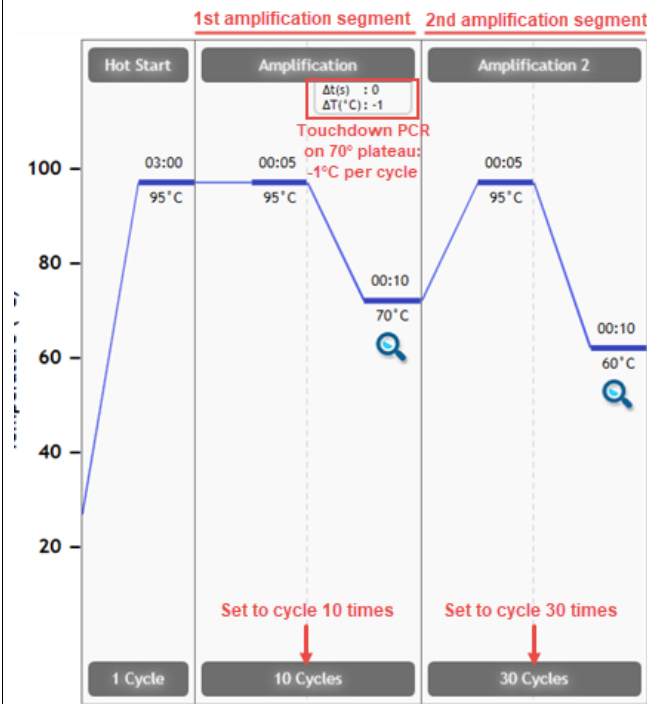 1st amplification segment 2nd amplification segment
Hot Start Amplification Amplification 2
Δt(s) : 0
ΔT(°C): -1
Touchdown PCR
on 70° plateau:
-1°C per cycle
100
03:00 00:05 00:05
95°C 95°C 95°C
80
00:10
70°C
00:10
60
60°C
40
20
Set to cycle 10 times Set to cycle 30 times
1 Cycle 10 Cycles 30 Cycles